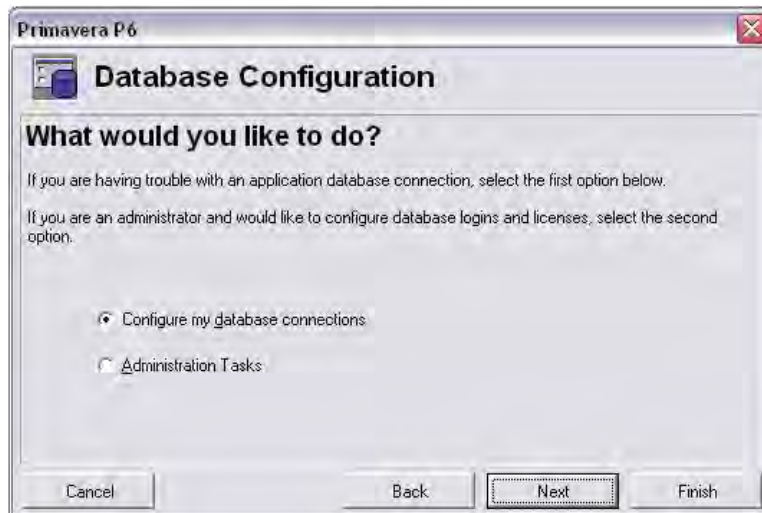 Primavera P6
Database Configuration
What would you like to do?
If you are having trouble with an application database connection, select the first option below.
If you are an administrator and would like to configure database logins and licenses, select the second
option.
Configure my database connections
Administration Tasks
Cancel
Back
Next
Finish